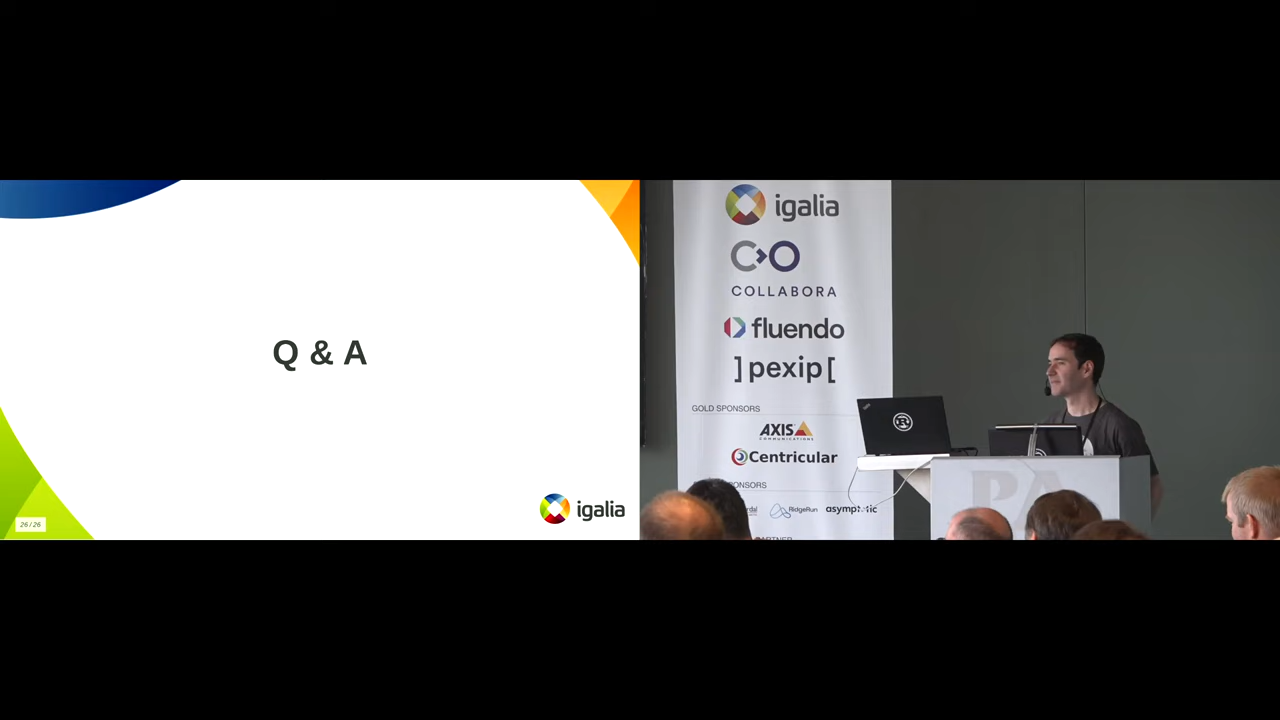 Q & A
26 / 26
igalia
igalia
COLLABORA
fluendo
]pexip[
GOLD SPONSORS
AXIS
COMMUNICATIONS
Centricular
RidgeRun